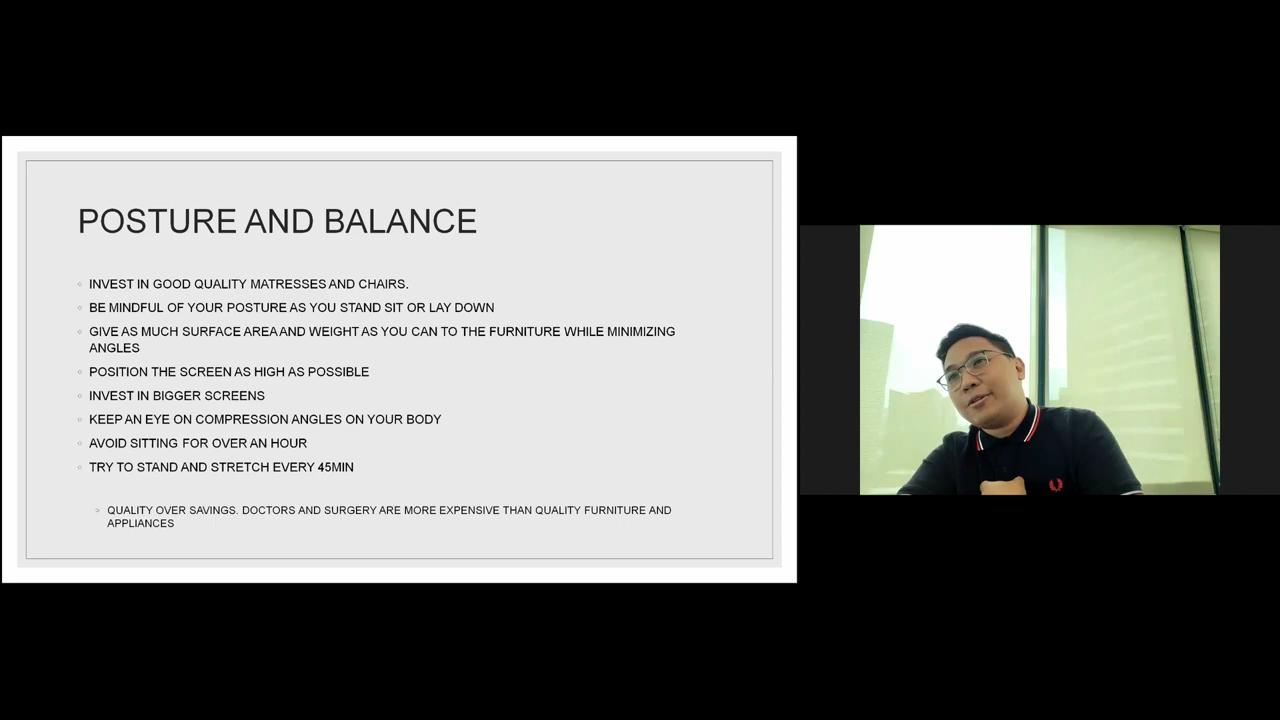 POSTURE AND BALANCE
INVEST IN GOOD QUALITY MATRESSES AND CHAIRS.
BE MINDFUL OF YOUR POSTURE AS YOU STAND SIT OR LAY DOWN
GIVE AS MUCH SURFACE AREA AND WEIGHT AS YOU CAN TO THE FURNITURE WHILE MINIMIZING
ANGLES
POSITION THE SCREEN AS HIGH AS POSSIBLE
INVEST IN BIGGER SCREENS
KEEP AN EYE ON COMPRESSION ANGLES ON YOUR BODY
AVOID SITTING FOR OVER AN HOUR
TRY TO STAND AND STRETCH EVERY 45MIN
QUALITY OVER SAVINGS. DOCTORS AND SURGERY ARE MORE EXPENSIVE THAN QUALITY FURNITURE AND
APPLIANCES